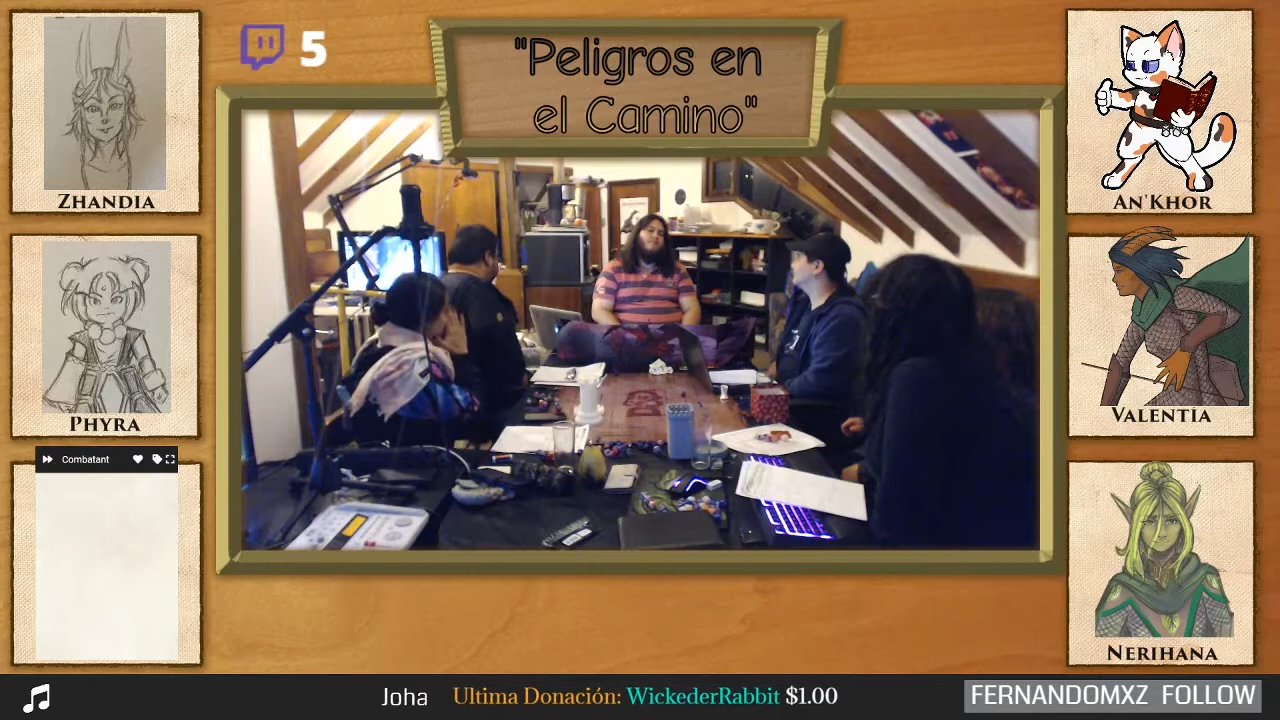 5
"Peligros en
el Camino"
ZHANDIA
AN'KHOR
PHYRA
VALENTÍA
Combatant
NERIHANA
Joha
Ultima Donación: WickederRabbit $1.00
FERNANDOMXZ FOLLOW